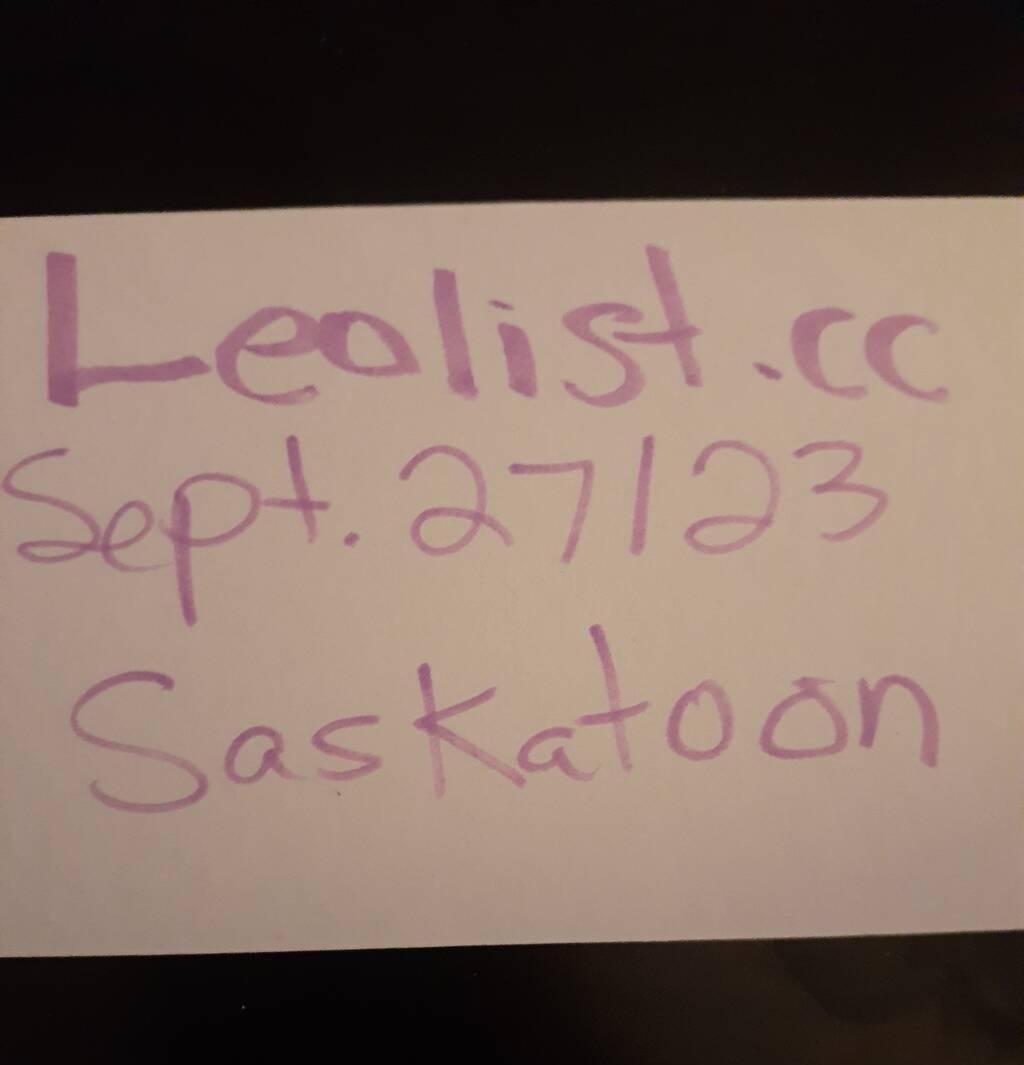 Leolist.cc
Sept. 27/23
Saskatoon